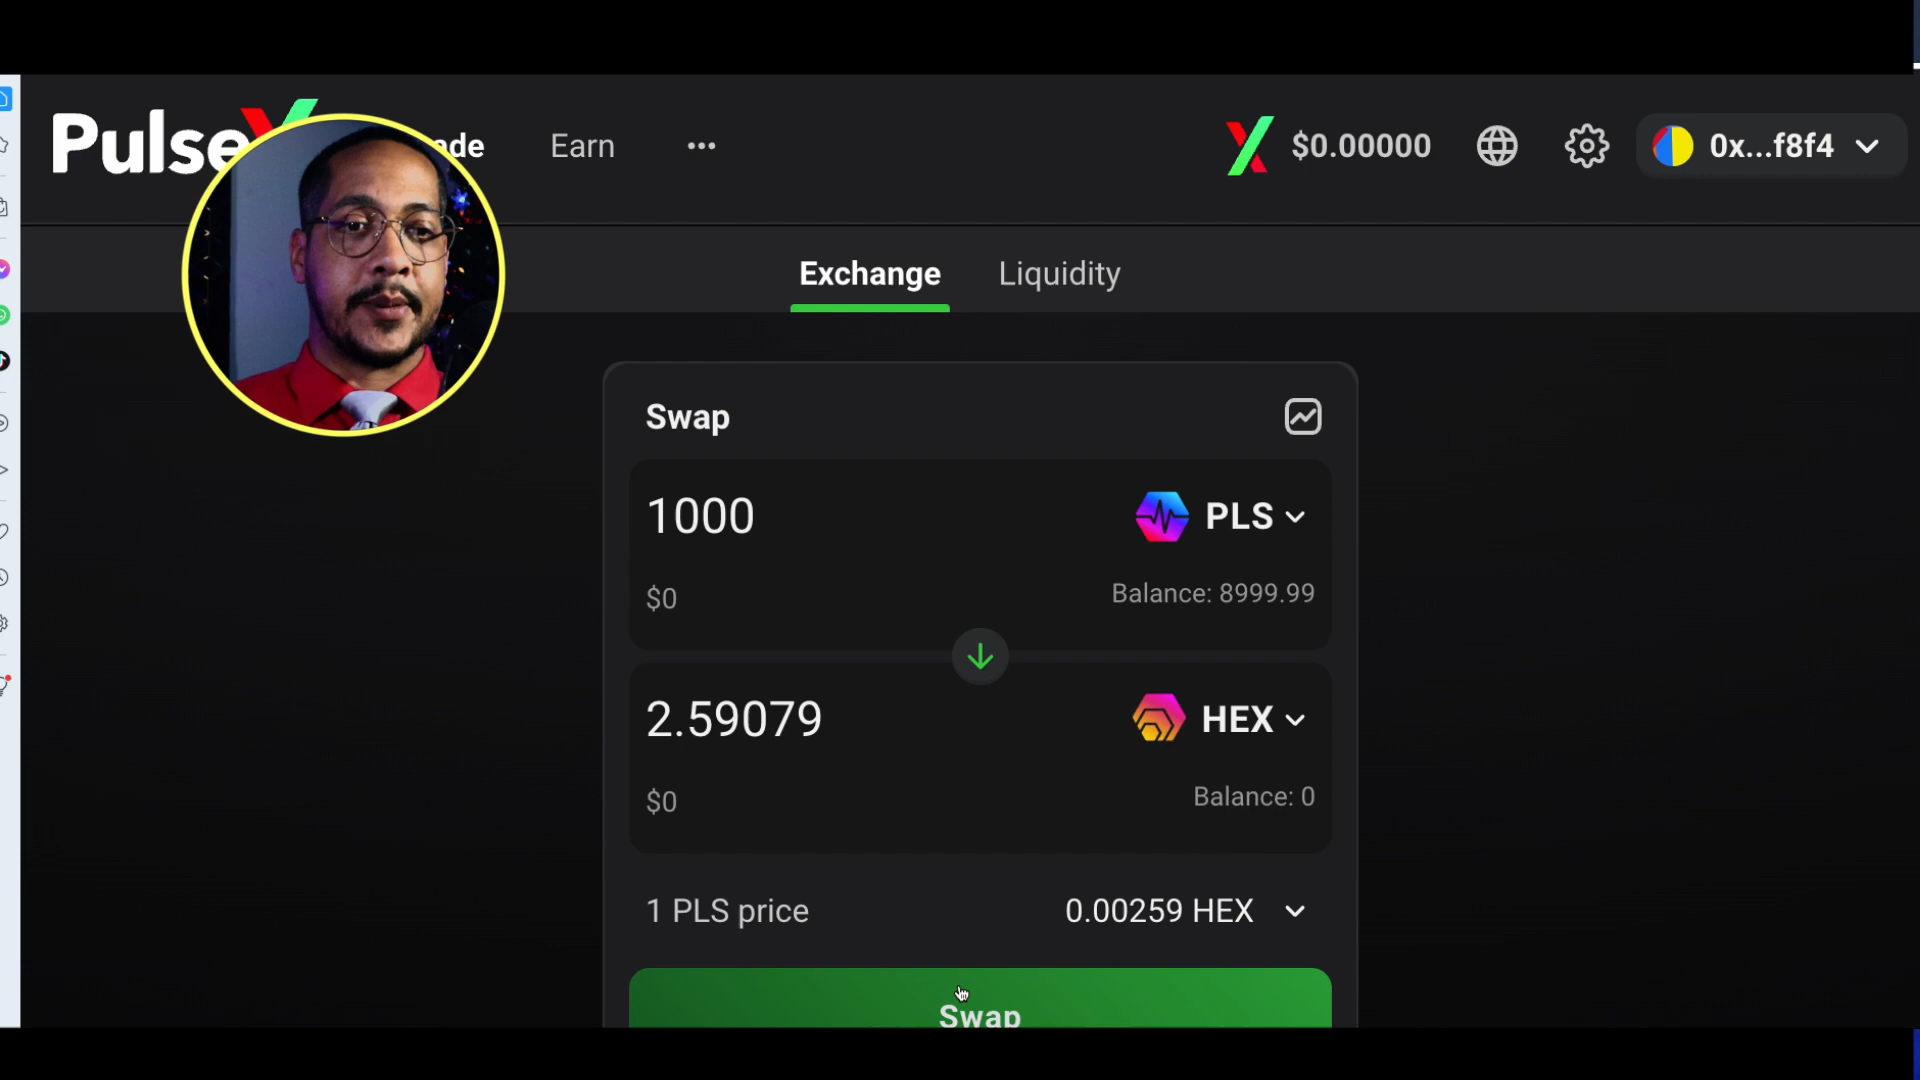 Pulse
ade
Earn
$0.00000
0x...f8f4
Exchange
Liquidity
Swap
1000
PLS
$0
Balance: 8999.99
2.59079
HEX
$0
Balance: 0
1 PLS price
0.00259 HEX
Swap